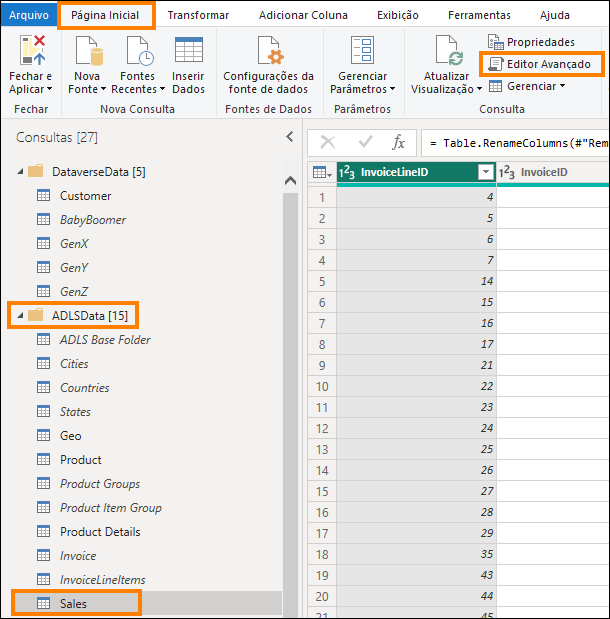 Arquivo Página Inicial Transformar Adicionar Coluna Exibição Ferramentas Ajuda
Fechar e Aplicar
Fechar
Nova Fonte
Fontes Recentes
Inserir Dados
Nova Consulta
Configurações da fonte de dados
Fontes de Dados
Gerenciar Parâmetros
Parâmetros
Atualizar Visualização
Propriedades
Editor Avançado
Gerenciar
Consulta
Consultas [27]
DataverseData [5]
Customer
BabyBoomer
GenX
GenY
GenZ
ADLSData [15]
ADLS Base Folder
Cities
Countries
States
Geo
Product
Product Groups
Product Item Group
Product Details
Invoice
InvoiceLineItems
Sales
fx = Table.RenameColumns(#"Rem
1²3 InvoiceLineID 1²3 InvoiceID
1 4
2 5
3 6
4 7
5 14
6 15
7 16
8 17
9 21
10 22
11 23
12 24
13 25
14 26
15 27
16 28
17 29
18 35
19 43
20 44
21 45